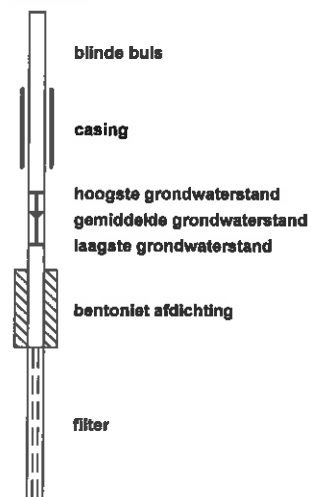 blinde buis
casing
hoogste grondwaterstand
gemiddelde grondwaterstand
laagste grondwaterstand
bentoniet afdichting
filter